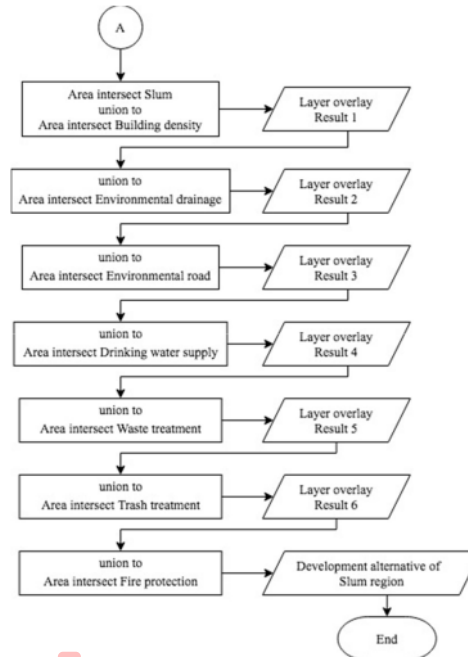 A
Area intersect Slum
union to
Area intersect Building density
Layer overlay
Result 1
union to
Area intersect Environmental drainage
Layer overlay
Result 2
union to
Area intersect Environmental road
Layer overlay
Result 3
union to
Area intersect Drinking water supply
Layer overlay
Result 4
union to
Area intersect Waste treatment
Layer overlay
Result 5
union to
Area intersect Trash treatment
Layer overlay
Result 6
union to
Area intersect Fire protection
Development alternative of
Slum region
End